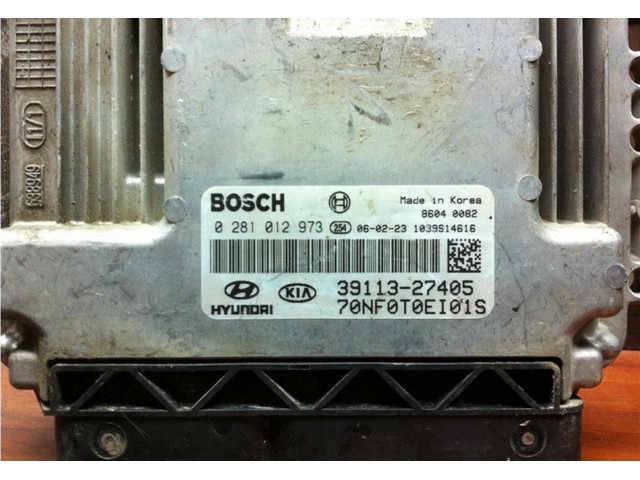 BOSCH
Made in Korea
8604 0082
0 281 012 973 254 06-02-23 1039S14616
HYUNDAI KIA 39113-27405
70NF0T0EI01S